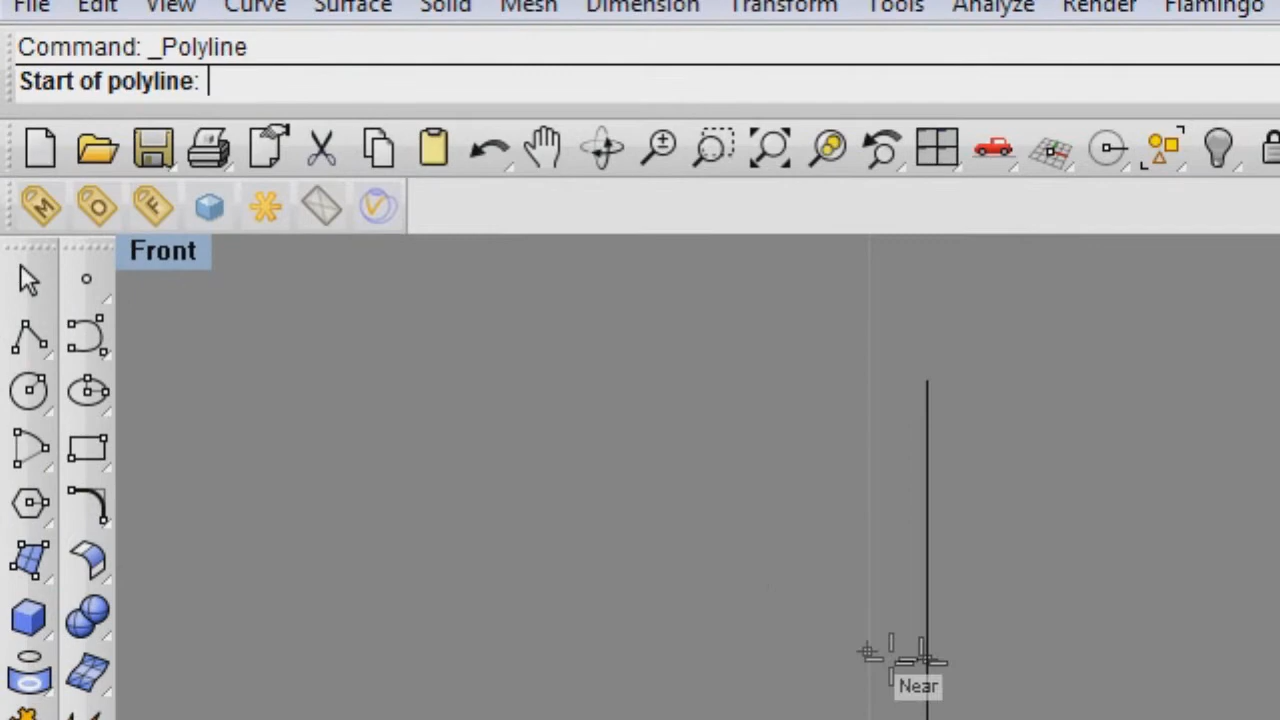 File Edit View Curve Surface Solid Mesh Dimension Transform Tools Analyze Render Flamingo
Command: _Polyline
Start of polyline:
M O F
Front
Near